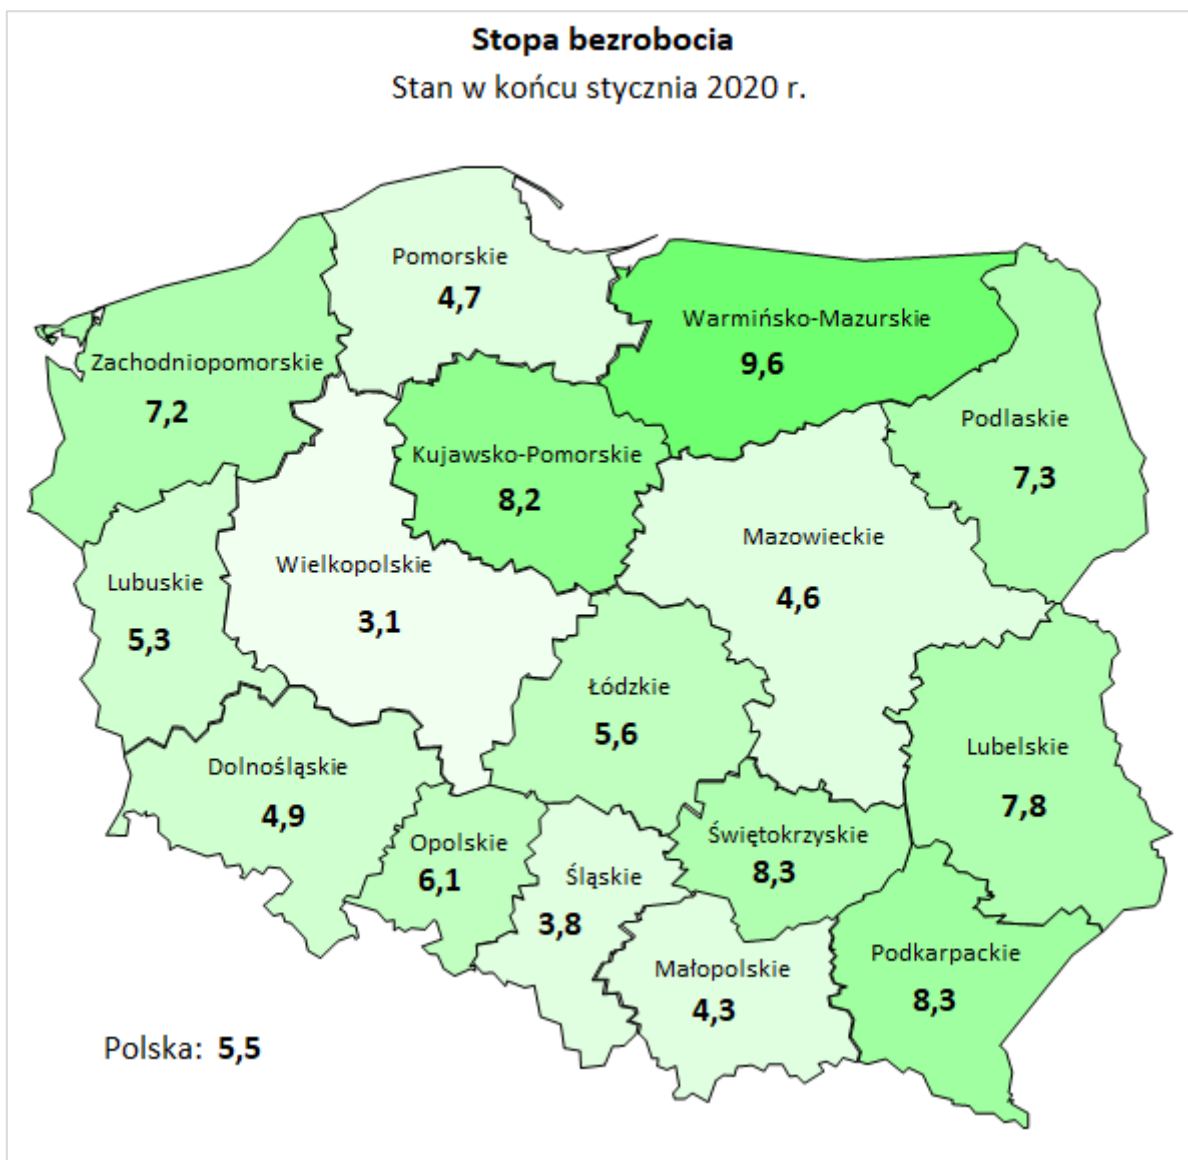 Stopa bezrobocia
Stan w końcu stycznia 2020 r.
Pomorskie
4,7
Warmińsko-Mazurskie
9,6
Zachodniopomorskie
7,2
Podlaskie
7,3
Kujawsko-Pomorskie
8,2
Mazowieckie
4,6
Wielkopolskie
3,1
Lubuskie
5,3
Łódzkie
5,6
Lubelskie
7,8
Dolnośląskie
4,9
Opolskie
6,1
Świętokrzyskie
8,3
Śląskie
3,8
Małopolskie
4,3
Podkarpackie
8,3
Polska: 5,5